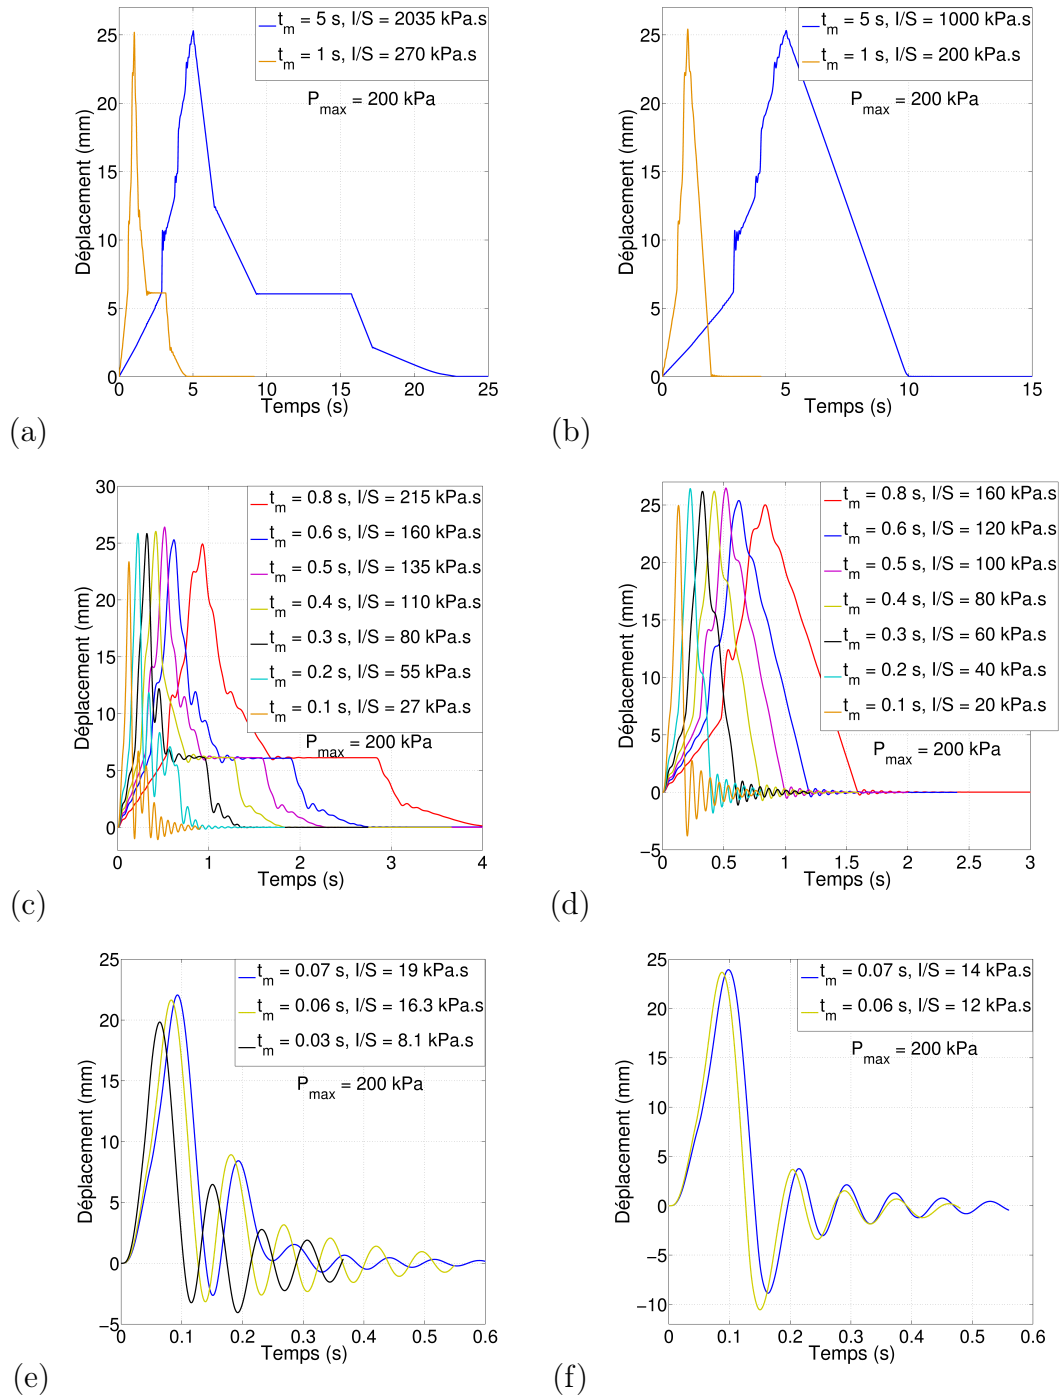 t_m = 5 s, I/S = 2035 kPa.s
t_m = 1 s, I/S = 270 kPa.s
P_max = 200 kPa
Déplacement (mm)
25
20
15
10
5
0
0 5 10 15 20 25
Temps (s)
(a)
t_m = 5 s, I/S = 1000 kPa.s
t_m = 1 s, I/S = 200 kPa.s
P_max = 200 kPa
Déplacement (mm)
25
20
15
10
5
0
0 5 10 15
Temps (s)
(b)
t_m = 0.8 s, I/S = 215 kPa.s
t_m = 0.6 s, I/S = 160 kPa.s
t_m = 0.5 s, I/S = 135 kPa.s
t_m = 0.4 s, I/S = 110 kPa.s
t_m = 0.3 s, I/S = 80 kPa.s
t_m = 0.2 s, I/S = 55 kPa.s
t_m = 0.1 s, I/S = 27 kPa.s
P_max = 200 kPa
Déplacement (mm)
30
25
20
15
10
5
0
0 1 2 3 4
Temps (s)
(c)
t_m = 0.8 s, I/S = 160 kPa.s
t_m = 0.6 s, I/S = 120 kPa.s
t_m = 0.5 s, I/S = 100 kPa.s
t_m = 0.4 s, I/S = 80 kPa.s
t_m = 0.3 s, I/S = 60 kPa.s
t_m = 0.2 s, I/S = 40 kPa.s
t_m = 0.1 s, I/S = 20 kPa.s
P_max = 200 kPa
Déplacement (mm)
25
20
15
10
5
0
−5
0 0.5 1 1.5 2 2.5 3
Temps (s)
(d)
t_m = 0.07 s, I/S = 19 kPa.s
t_m = 0.06 s, I/S = 16.3 kPa.s
t_m = 0.03 s, I/S = 8.1 kPa.s
P_max = 200 kPa
Déplacement (mm)
25
20
15
10
5
0
−5
0 0.1 0.2 0.3 0.4 0.5 0.6
Temps (s)
(e)
t_m = 0.07 s, I/S = 14 kPa.s
t_m = 0.06 s, I/S = 12 kPa.s
P_max = 200 kPa
Déplacement (mm)
25
20
15
10
5
0
−5
−10
0 0.1 0.2 0.3 0.4 0.5 0.6
Temps (s)
(f)